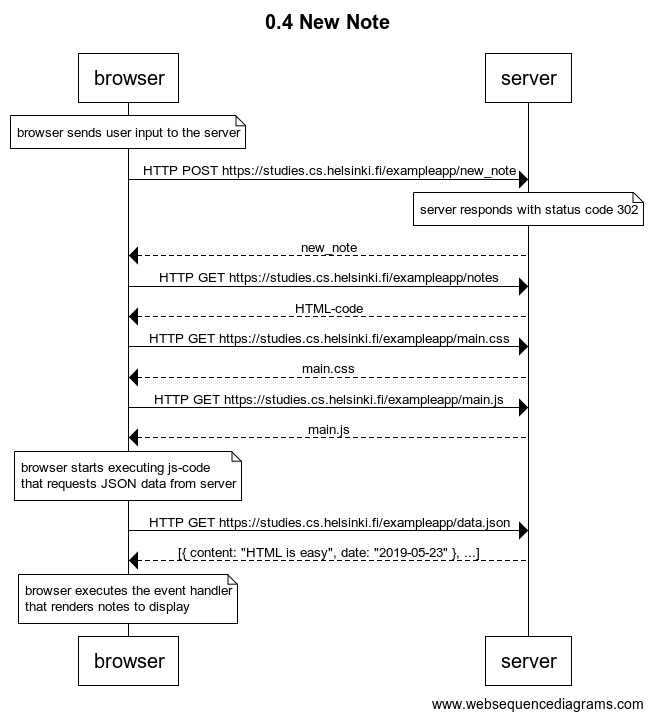 0.4 New Note
browser
server
browser sends user input to the server
HTTP POST https://studies.cs.helsinki.fi/exampleapp/new_note
server responds with status code 302
new_note
HTTP GET https://studies.cs.helsinki.fi/exampleapp/notes
HTML-code
HTTP GET https://studies.cs.helsinki.fi/exampleapp/main.css
main.css
HTTP GET https://studies.cs.helsinki.fi/exampleapp/main.js
main.js
browser starts executing js-code
that requests JSON data from server
HTTP GET https://studies.cs.helsinki.fi/exampleapp/data.json
[{ content: "HTML is easy", date: "2019-05-23" }, ...]
browser executes the event handler
that renders notes to display
browser
server
www.websequencediagrams.com